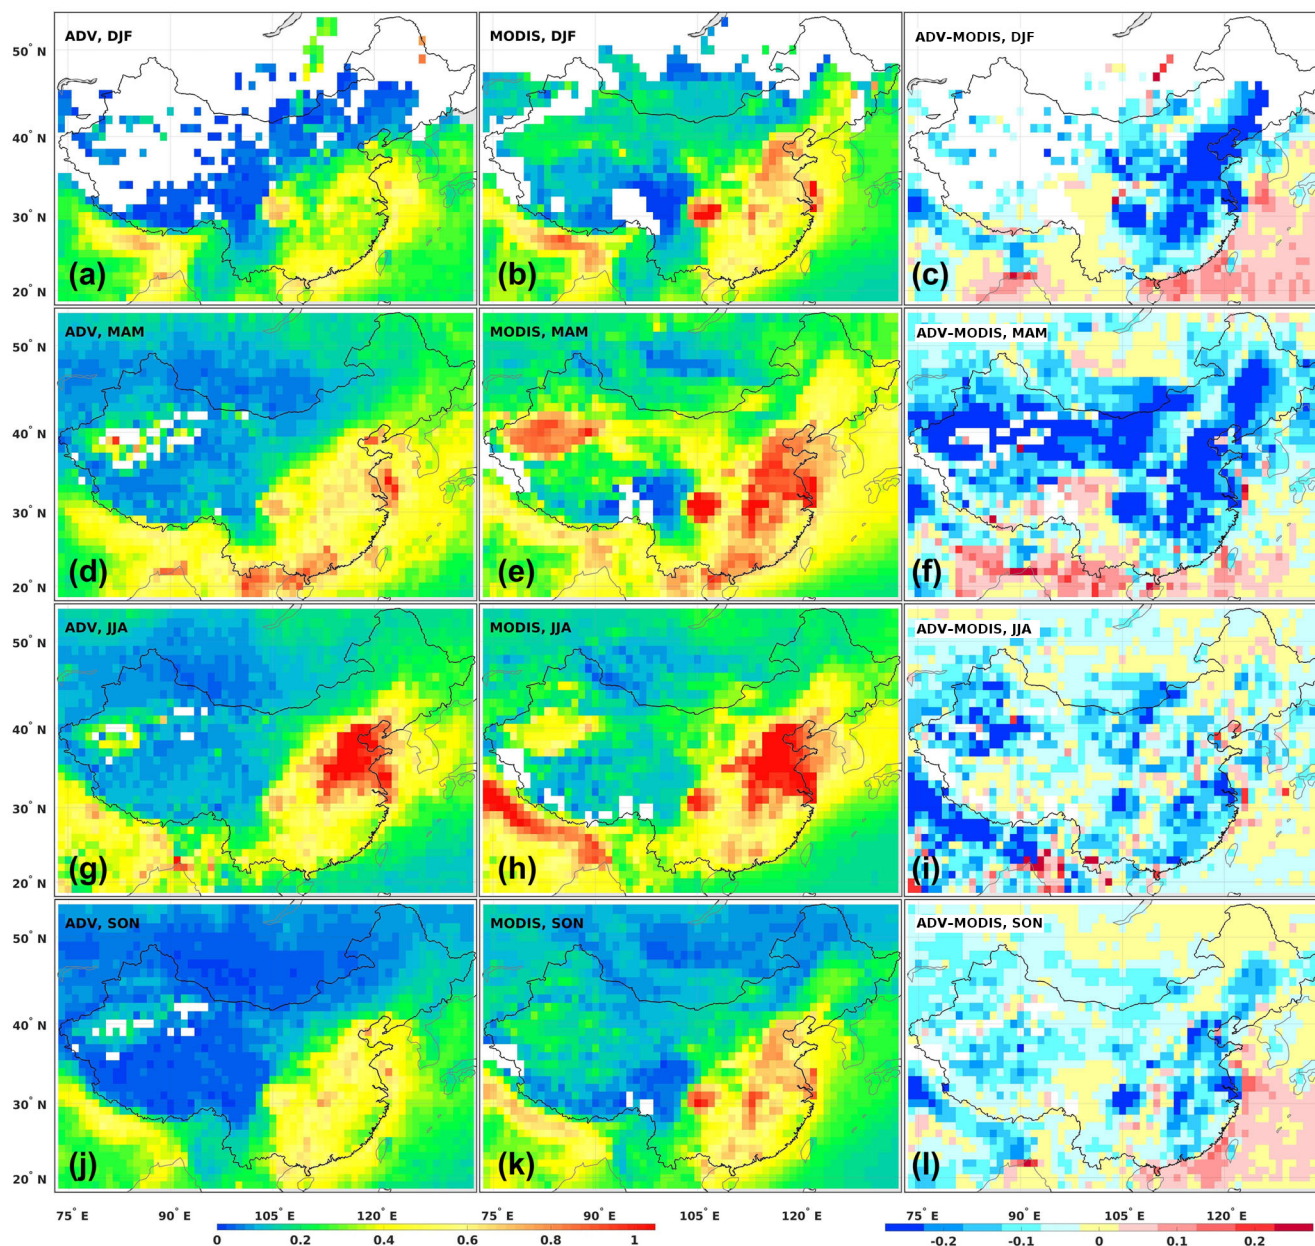 ADV, DJF MODIS, DJF ADV-MODIS, DJF
50° N
40° N
30° N
20° N
(a) (b) (c)
ADV, MAM MODIS, MAM ADV-MODIS, MAM
50° N
40° N
30° N
20° N
(d) (e) (f)
ADV, JJA MODIS, JJA ADV-MODIS, JJA
50° N
40° N
30° N
20° N
(g) (h) (i)
ADV, SON MODIS, SON ADV-MODIS, SON
50° N
40° N
30° N
20° N
(j) (k) (l)
75° E 90° E 105° E 120° E 75° E 90° E 105° E 120° E 75° E 90° E 105° E 120° E
0 0.2 0.4 0.6 0.8 1 -0.2 -0.1 0 0.1 0.2